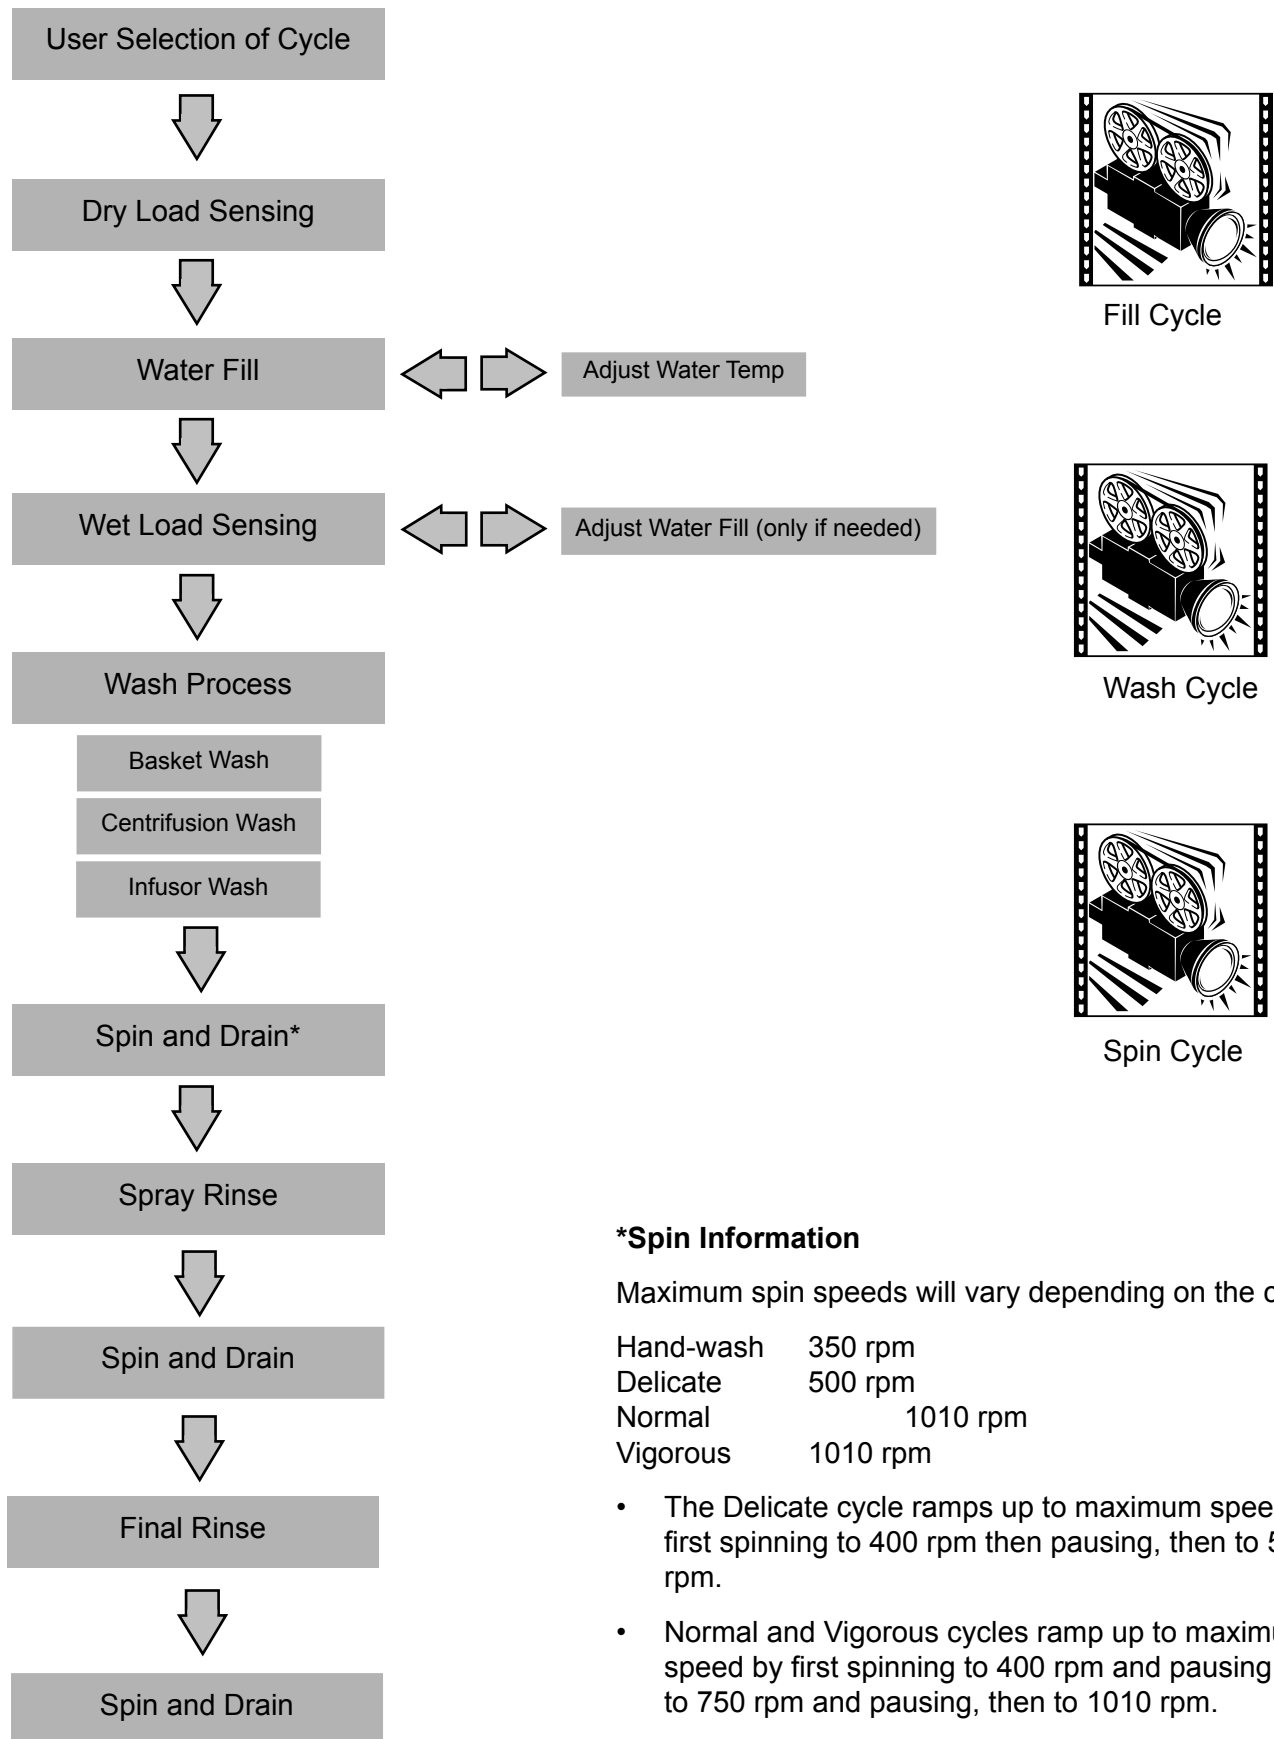 User Selection of Cycle
Dry Load Sensing
Fill Cycle
Water Fill
Adjust Water Temp
Wet Load Sensing
Adjust Water Fill (only if needed)
Wash Process
Wash Cycle
Basket Wash
Centrifusion Wash
Infusor Wash
Spin and Drain*
Spin Cycle
Spray Rinse
Spin and Drain
Final Rinse
Spin and Drain
*Spin Information
Maximum spin speeds will vary depending on the
Hand-wash 350 rpm
Delicate 500 rpm
Normal 1010 rpm
Vigorous 1010 rpm
• The Delicate cycle ramps up to maximum
first spinning to 400 rpm then pausing, then to
rpm.
• Normal and Vigorous cycles ramp up to
speed by first spinning to 400 rpm and pausing
to 750 rpm and pausing, then to 1010 rpm.